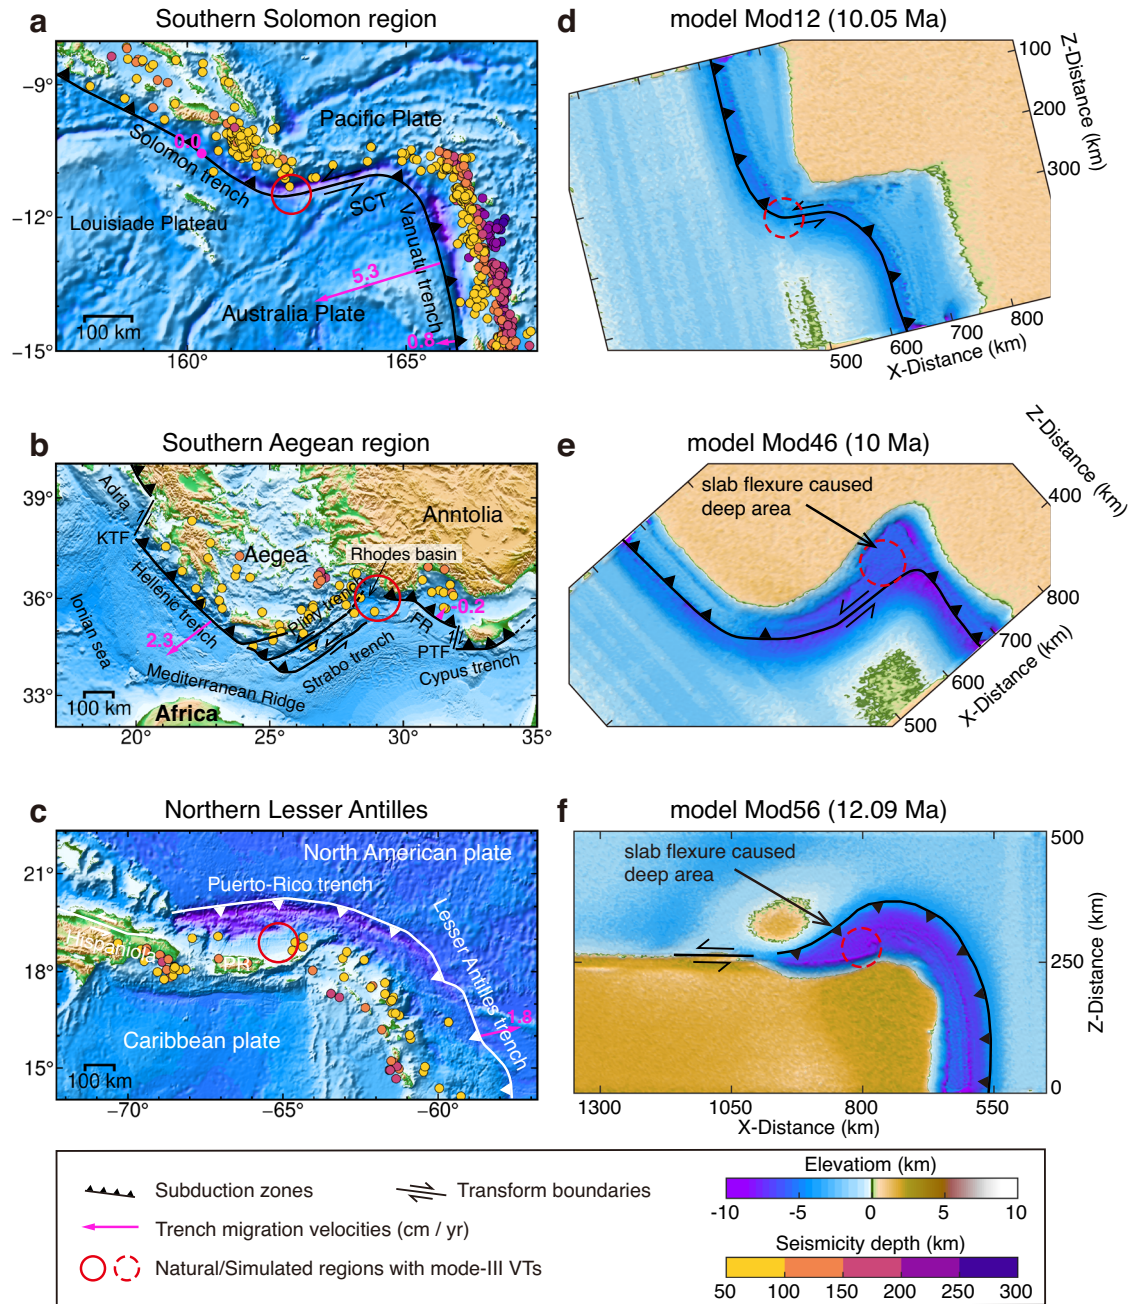 a
Southern Solomon region
−9°
−12°
−15°
160°
165°
Pacific Plate
Solomon trench
0.0
SCT
Louisiade Plateau
Vanuatu trench
5.3
Australia Plate
0.8
100 km
d
model Mod12 (10.05 Ma)
Z-Distance (km)
100
200
300
500
600
700
800
X-Distance (km)
b
Southern Aegean region
39°
36°
33°
20°
25°
30°
35°
Adria
KTF
Anntolia
Aegea
Rhodes basin
Hellenic trench
Pliny trench
Ionian sea
2.3
-0.2
FR
PTF
Strabo trench
Cypus trench
Mediterranean Ridge
100 km
Africa
e
model Mod46 (10 Ma)
Z-Distance (km)
slab flexure caused
deep area
400
800
700
600
500
X-Distance (km)
c
Northern Lesser Antilles
21°
18°
15°
−70°
−65°
−60°
North American plate
Puerto-Rico trench
Lesser Antilles trench
Hispaniola
PR
1.8
Caribbean plate
100 km
f
model Mod56 (12.09 Ma)
slab flexure caused
deep area
500
250
0
Z-Distance (km)
1300
1050
800
550
X-Distance (km)
Subduction zones
Transform boundaries
Trench migration velocities (cm / yr)
Natural/Simulated regions with mode-III VTs
Elevatiom (km)
-10
-5
0
5
10
Seismicity depth (km)
50
100
150
200
250
300